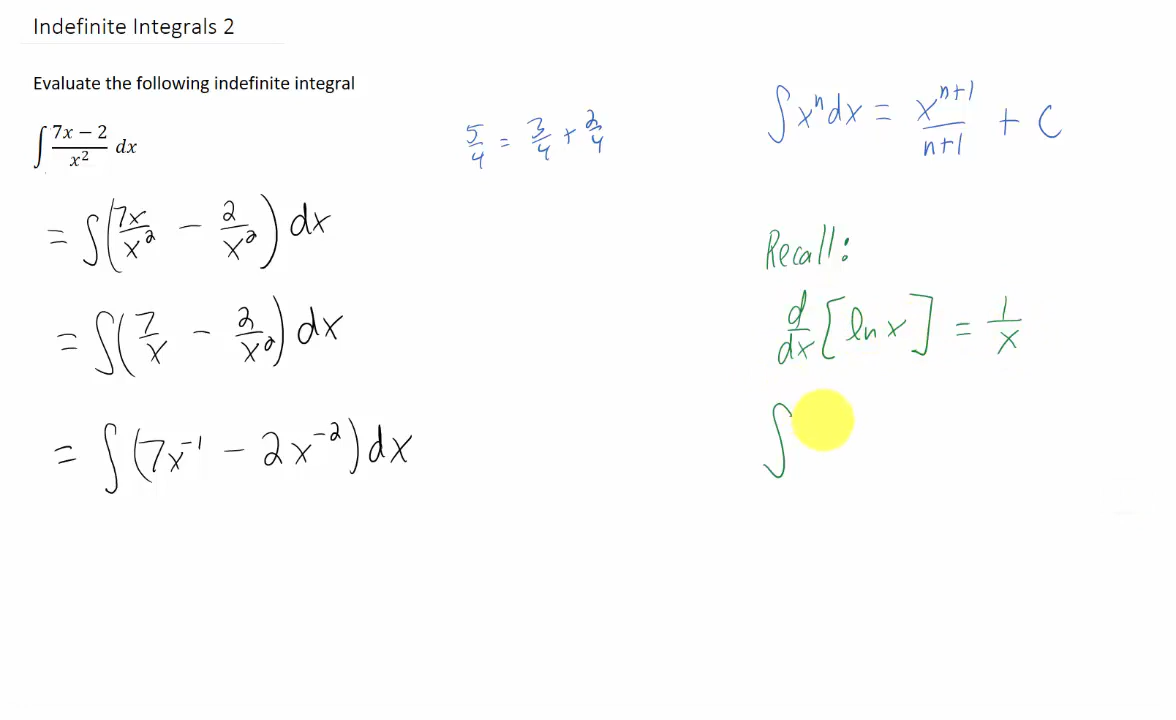 Indefinite Integrals 2
Evaluate the following indefinite integral
∫ (7x − 2)/x² dx
5/4 = 3/4 + 2/4
∫ xⁿ dx = xⁿ⁺¹/(n+1) + C
= ∫ (7x/x² − 2/x²) dx
Recall:
= ∫ (7/x − 2/x²) dx
d/dx [ln x] = 1/x
= ∫ (7x⁻¹ − 2x⁻²) dx
∫